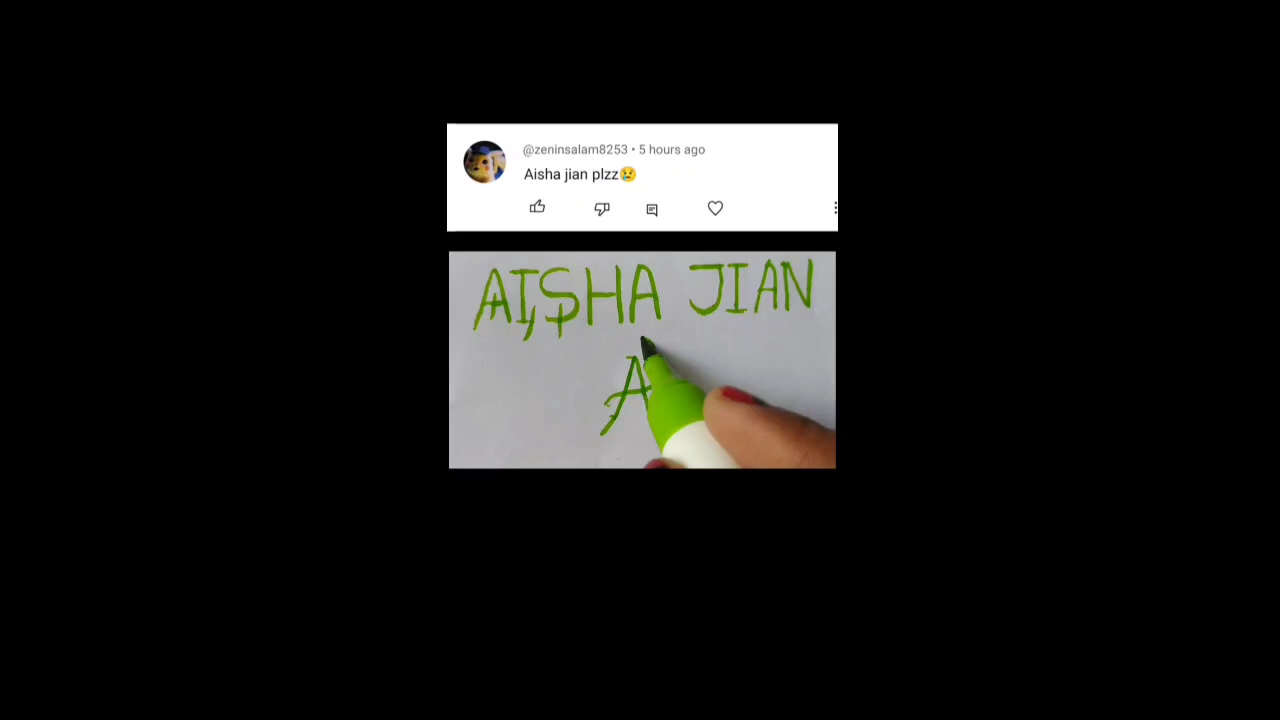 @zeninsalam8253 • 5 hours ago
Aisha jian plzz😢
AISHA JIAN
A